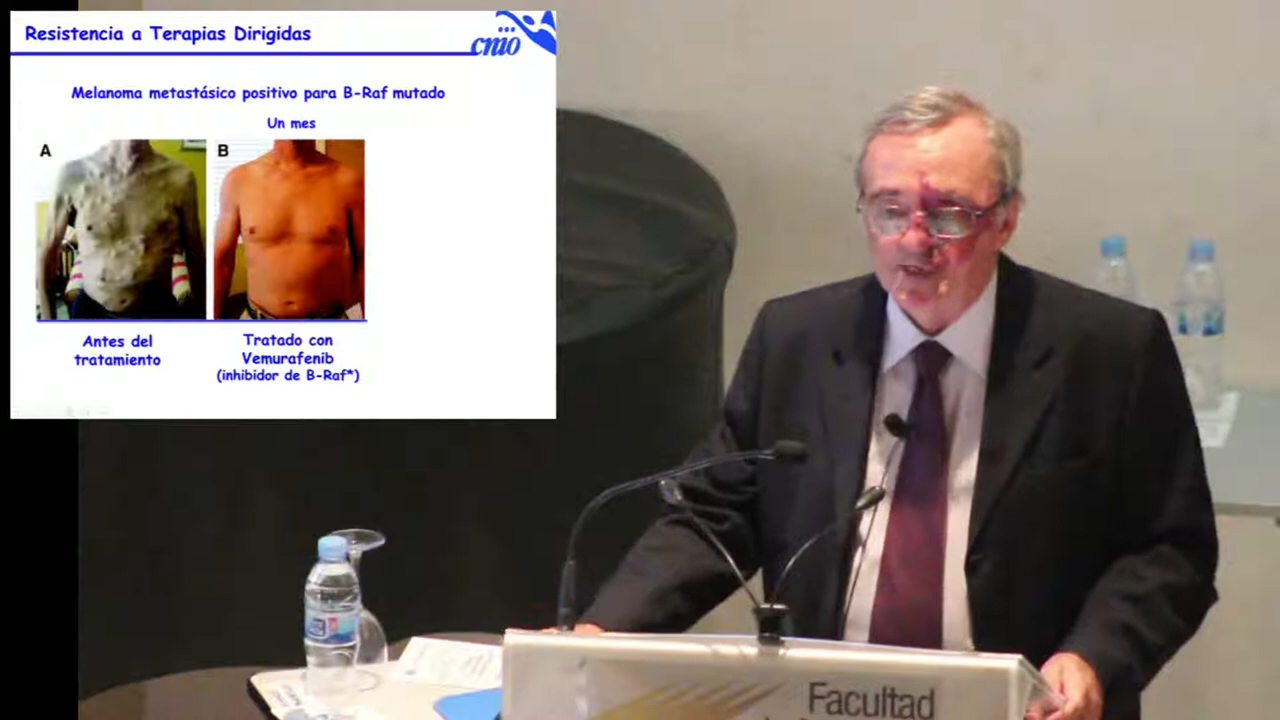 Resistencia a Terapias Dirigidas
cnio
Melanoma metastásico positivo para B-Raf mutado
Un mes
A
B
Antes del
tratamiento
Tratado con
Vemurafenib
(inhibidor de B-Raf*)
Facultad